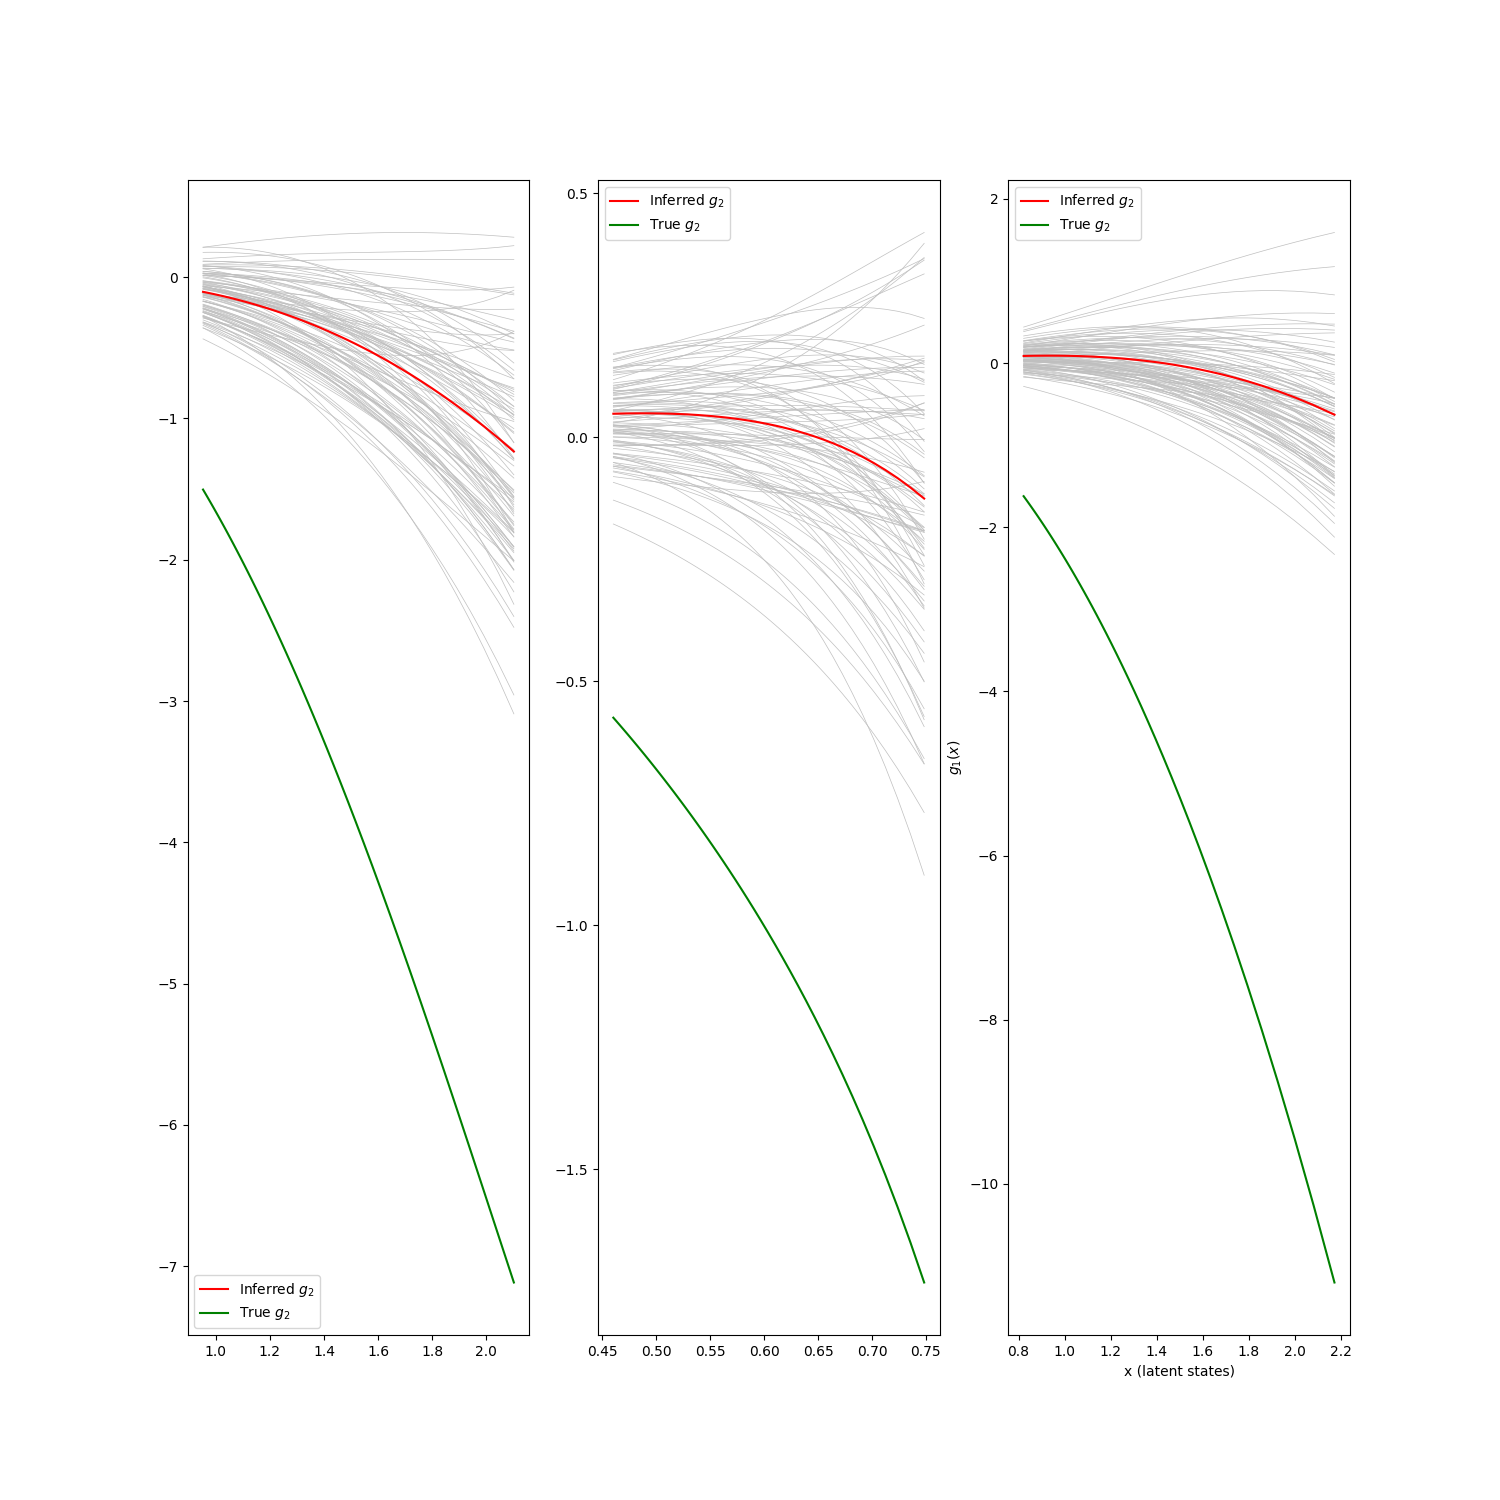 0
−1
−2
−3
−4
−5
−6
−7
1.0 1.2 1.4 1.6 1.8 2.0
Inferred g₂
True g₂
Inferred g₂
True g₂
0.5
0.0
−0.5
−1.0
−1.5
0.45 0.50 0.55 0.60 0.65 0.70 0.75
Inferred g₂
True g₂
2
0
−2
−4
−6
−8
−10
g₁(x)
0.8 1.0 1.2 1.4 1.6 1.8 2.0 2.2
x (latent states)